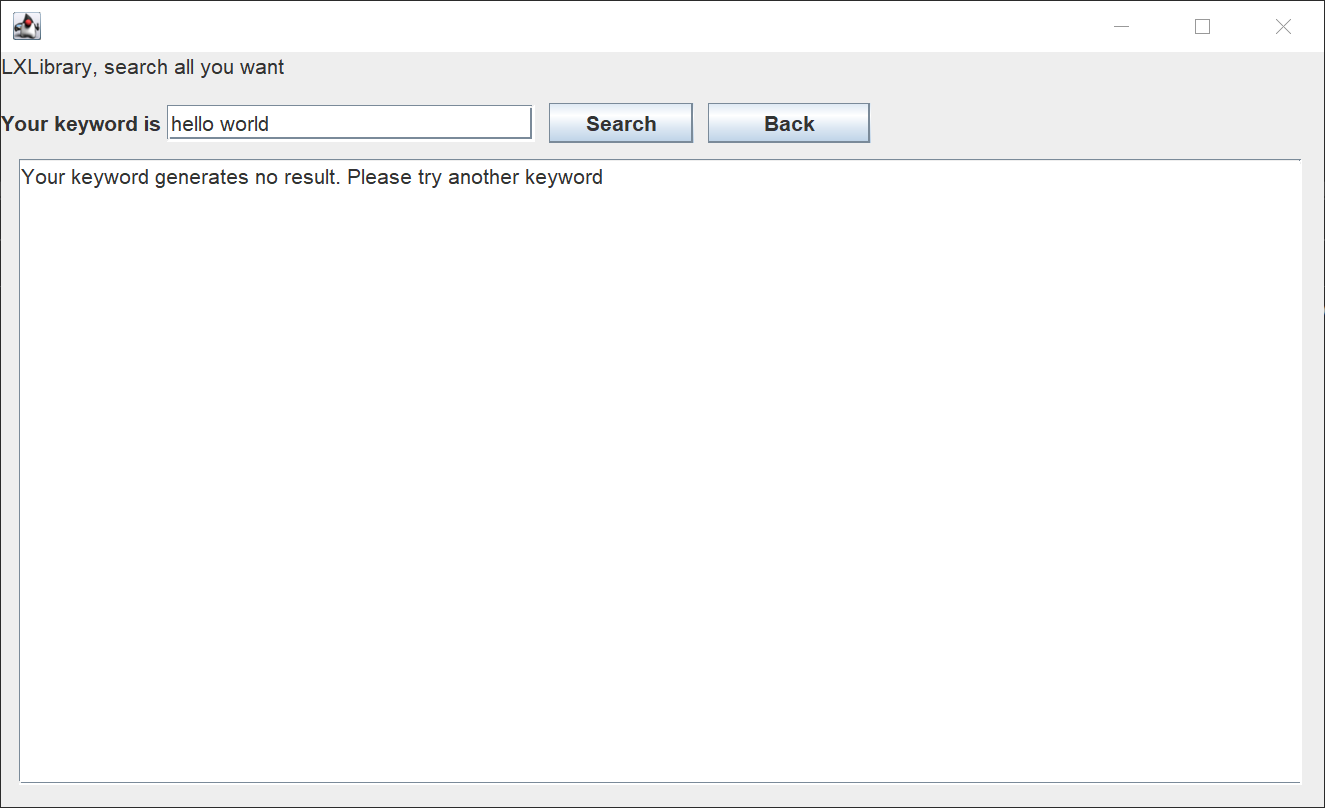 LXLibrary, search all you want
Your keyword is hello world Search Back
Your keyword generates no result. Please try another keyword